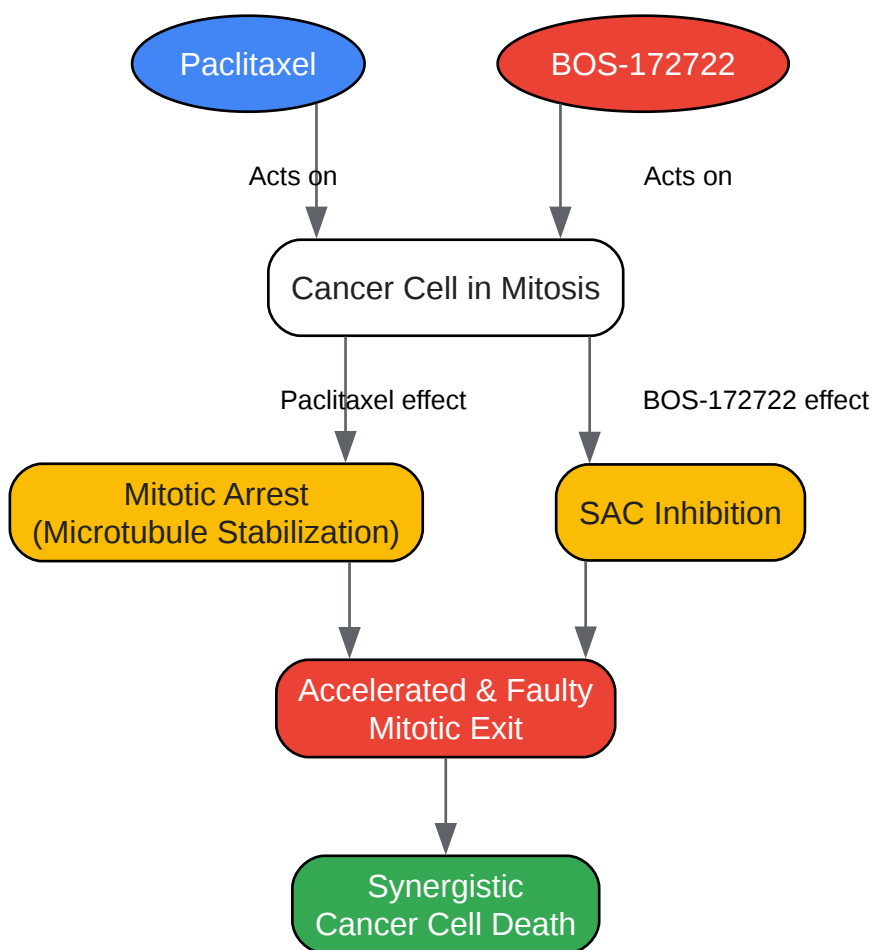 Paclitaxel
BOS-172722
Acts on
Acts on
Cancer Cell in Mitosis
Paclitaxel effect
BOS-172722 effect
Mitotic Arrest
(Microtubule Stabilization)
SAC Inhibition
Accelerated & Faulty
Mitotic Exit
Synergistic
Cancer Cell Death